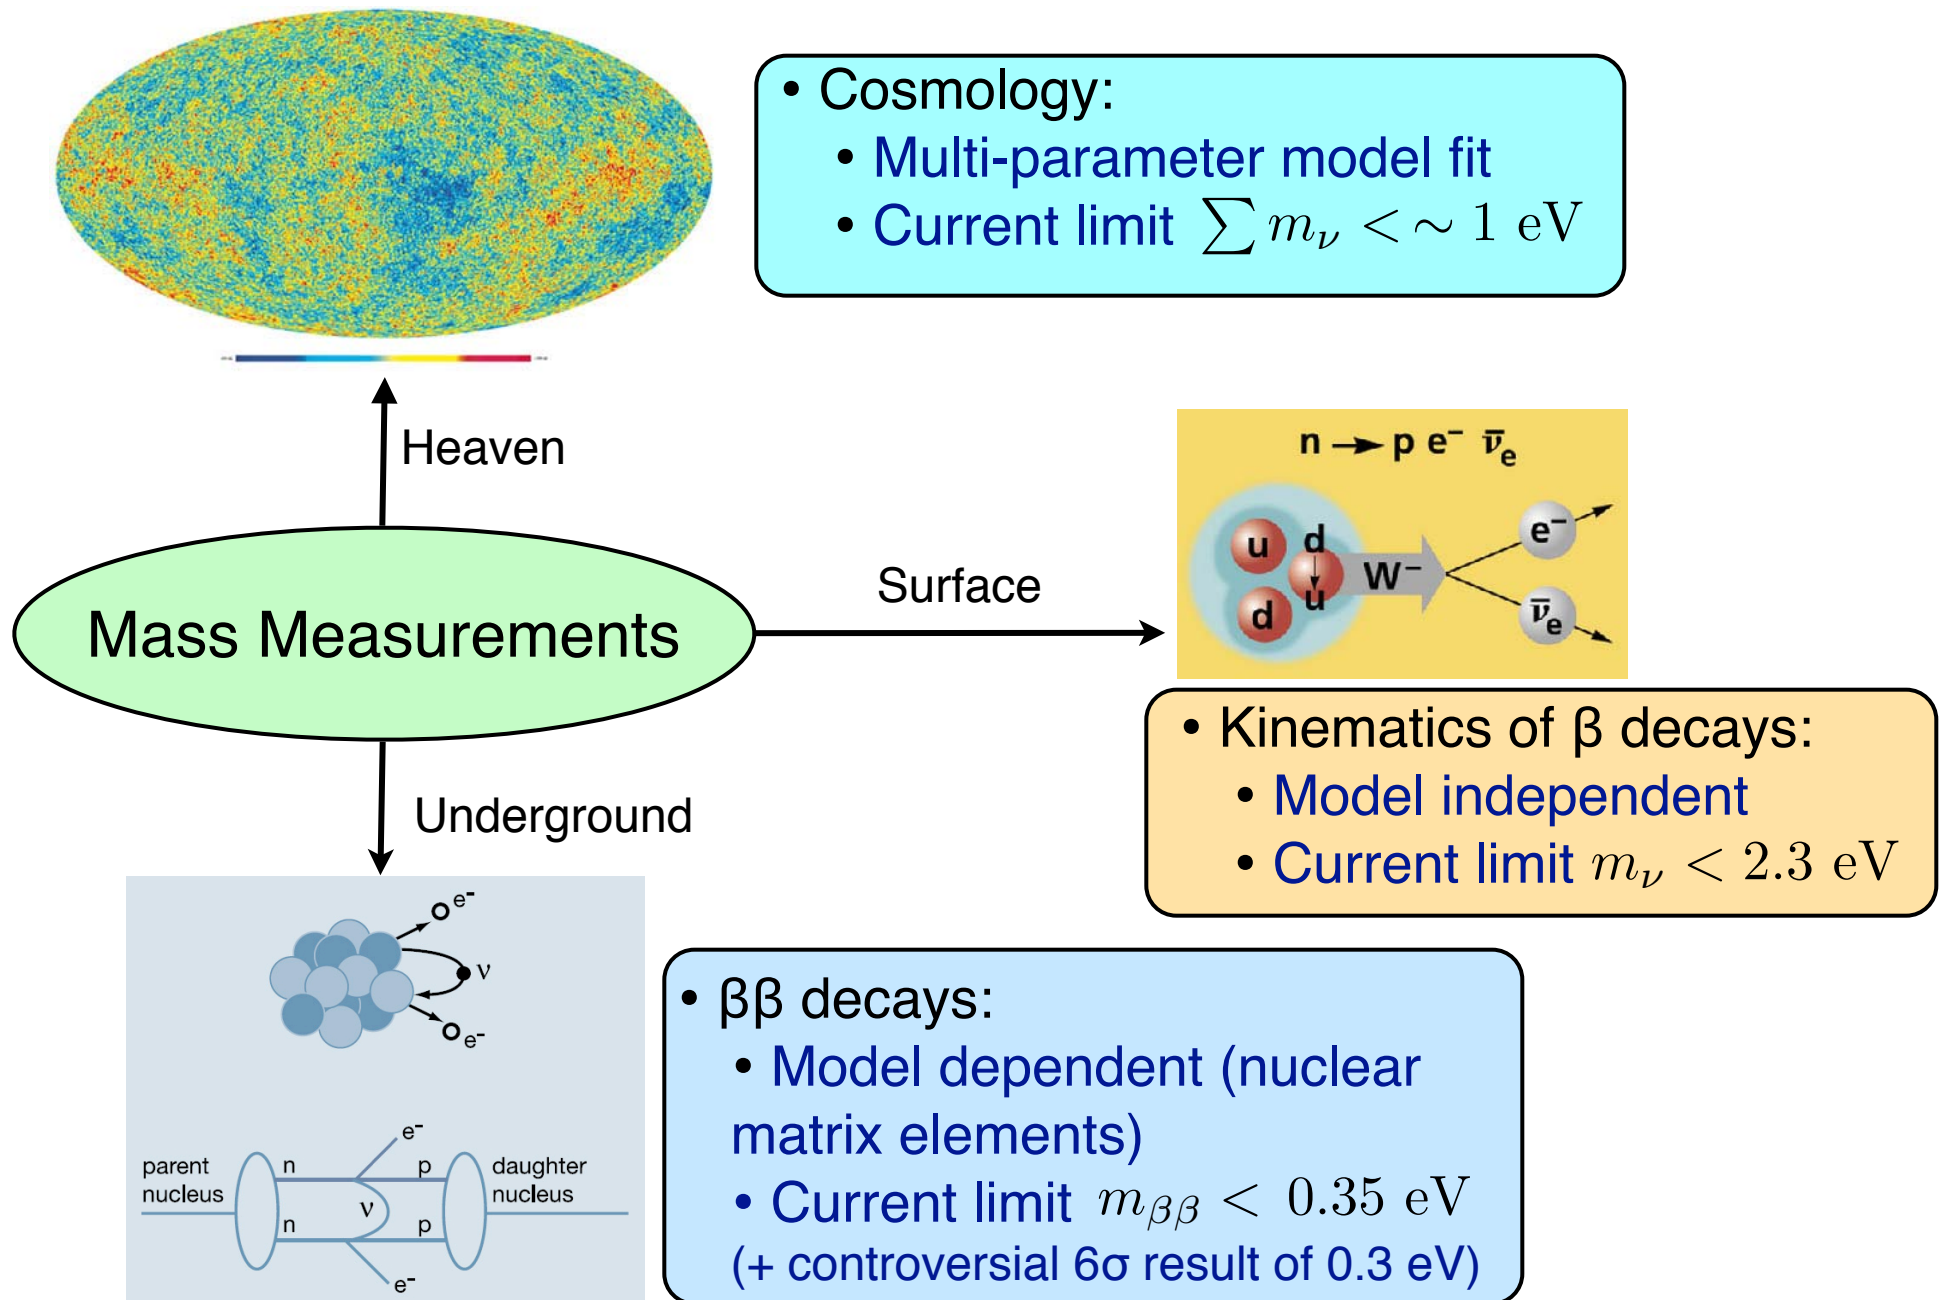 • Cosmology:
• Multi-parameter model fit
• Current limit ∑ m_ν < ∼ 1 eV
Heaven
n → p e⁻ ν̄ₑ
u d e⁻
W⁻
d u ν̄ₑ
Surface
Mass Measurements
• Kinematics of β decays:
• Model independent
• Current limit m_ν < 2.3 eV
Underground
e⁻
ν
e⁻
• ββ decays:
• Model dependent (nuclear
matrix elements)
• Current limit m_ββ < 0.35 eV
(+ controversial 6σ result of 0.3 eV)
e⁻
parent n p daughter
nucleus nucleus
ν
n p
e⁻